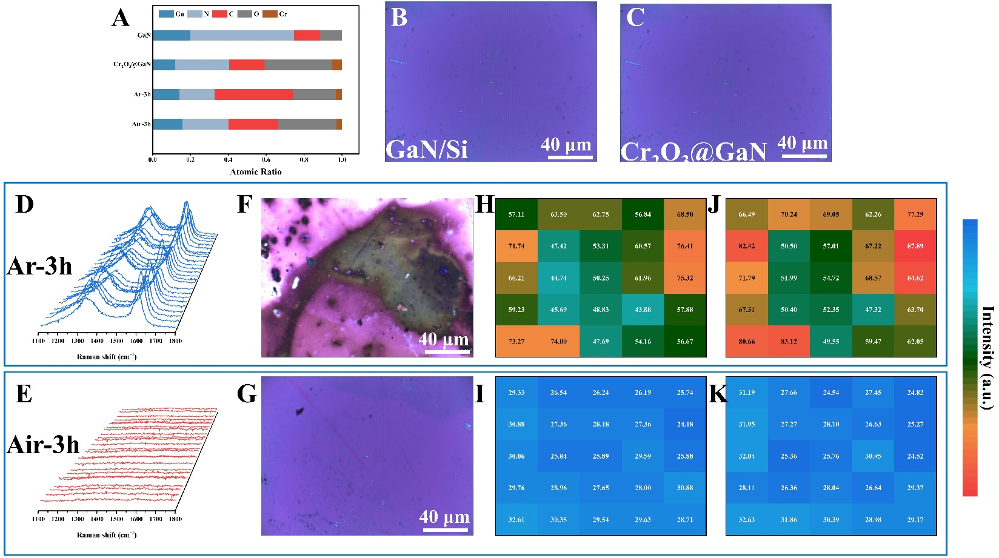 A
Ga N C O Cr
GaN
Cr₂O₃@GaN
Ar-3h
Air-3h
0.0 0.2 0.4 0.6 0.8 1.0
Atomic Ratio
B
GaN/Si
40 μm
C
Cr₂O₃@GaN
40 μm
D
Ar-3h
1100 1200 1300 1400 1500 1600 1700 1800
Raman shift (cm⁻¹)
F
40 μm
H
57.11 63.50 62.75 56.84 68.50
71.74 47.42 53.31 60.57 76.41
66.21 44.74 50.25 61.96 75.32
59.23 45.69 48.83 43.88 57.88
73.27 74.00 47.69 54.16 56.67
J
66.49 70.24 69.05 62.26 77.29
82.42 50.50 57.01 67.22 87.89
71.79 51.99 54.72 68.57 84.62
67.31 50.40 52.35 47.32 63.70
80.66 83.12 49.55 59.47 62.05
E
Air-3h
1100 1200 1300 1400 1500 1600 1700 1800
Raman shift (cm⁻¹)
G
40 μm
I
29.33 26.54 26.24 26.19 25.74
30.88 27.36 28.18 27.36 24.18
30.06 25.84 25.89 29.59 25.88
29.76 28.96 27.65 28.00 30.88
32.61 30.35 29.54 29.63 28.71
K
31.19 27.66 24.54 27.45 24.82
31.95 27.27 28.10 26.63 25.27
32.04 25.36 25.76 30.95 24.52
28.11 26.36 28.04 26.64 29.37
32.63 31.86 30.39 28.98 29.17
Intensity (a.u.)